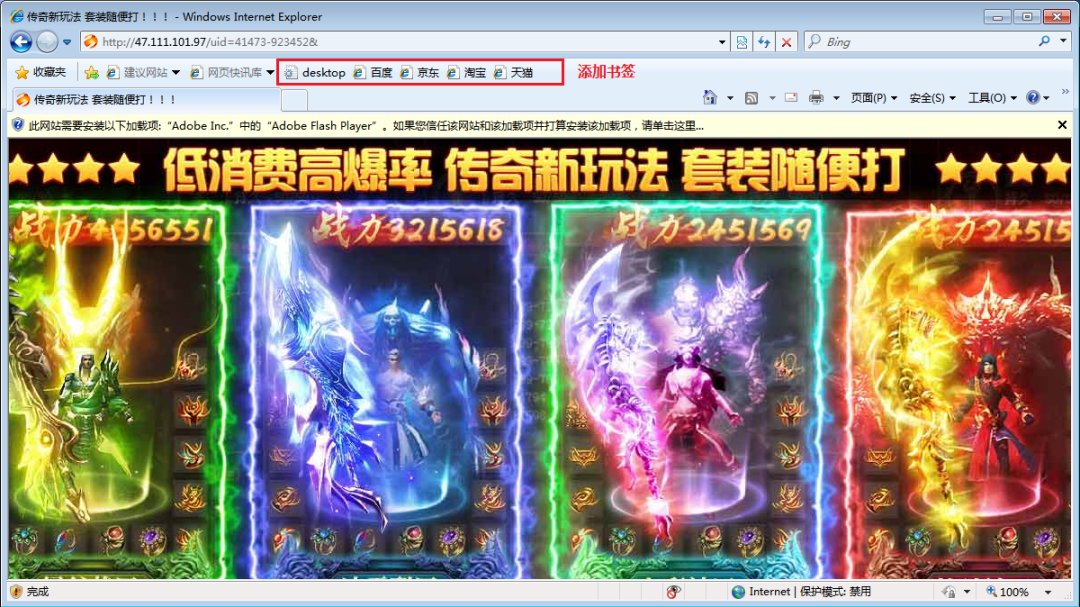 传奇新玩法 套装随便打！！！ - Windows Internet Explorer
http://47.111.101.97/uid=41473-923452&
Bing
收藏夹 建议网站 网页快讯库 desktop 百度 京东 淘宝 天猫 添加书签
传奇新玩法 套装随便打！！！
页面(P) 安全(S) 工具(O)
此网站需要安装以下加载项: “Adobe Inc.” 中的 “Adobe Flash Player” 。如果您信任该网站和该加载项并打算安装该加载项，请单击这里...
低消费高爆率 传奇新玩法 套装随便打
战力4656551 战力3215618 战力2451569 战力24515
完成
Internet | 保护模式: 禁用
100%